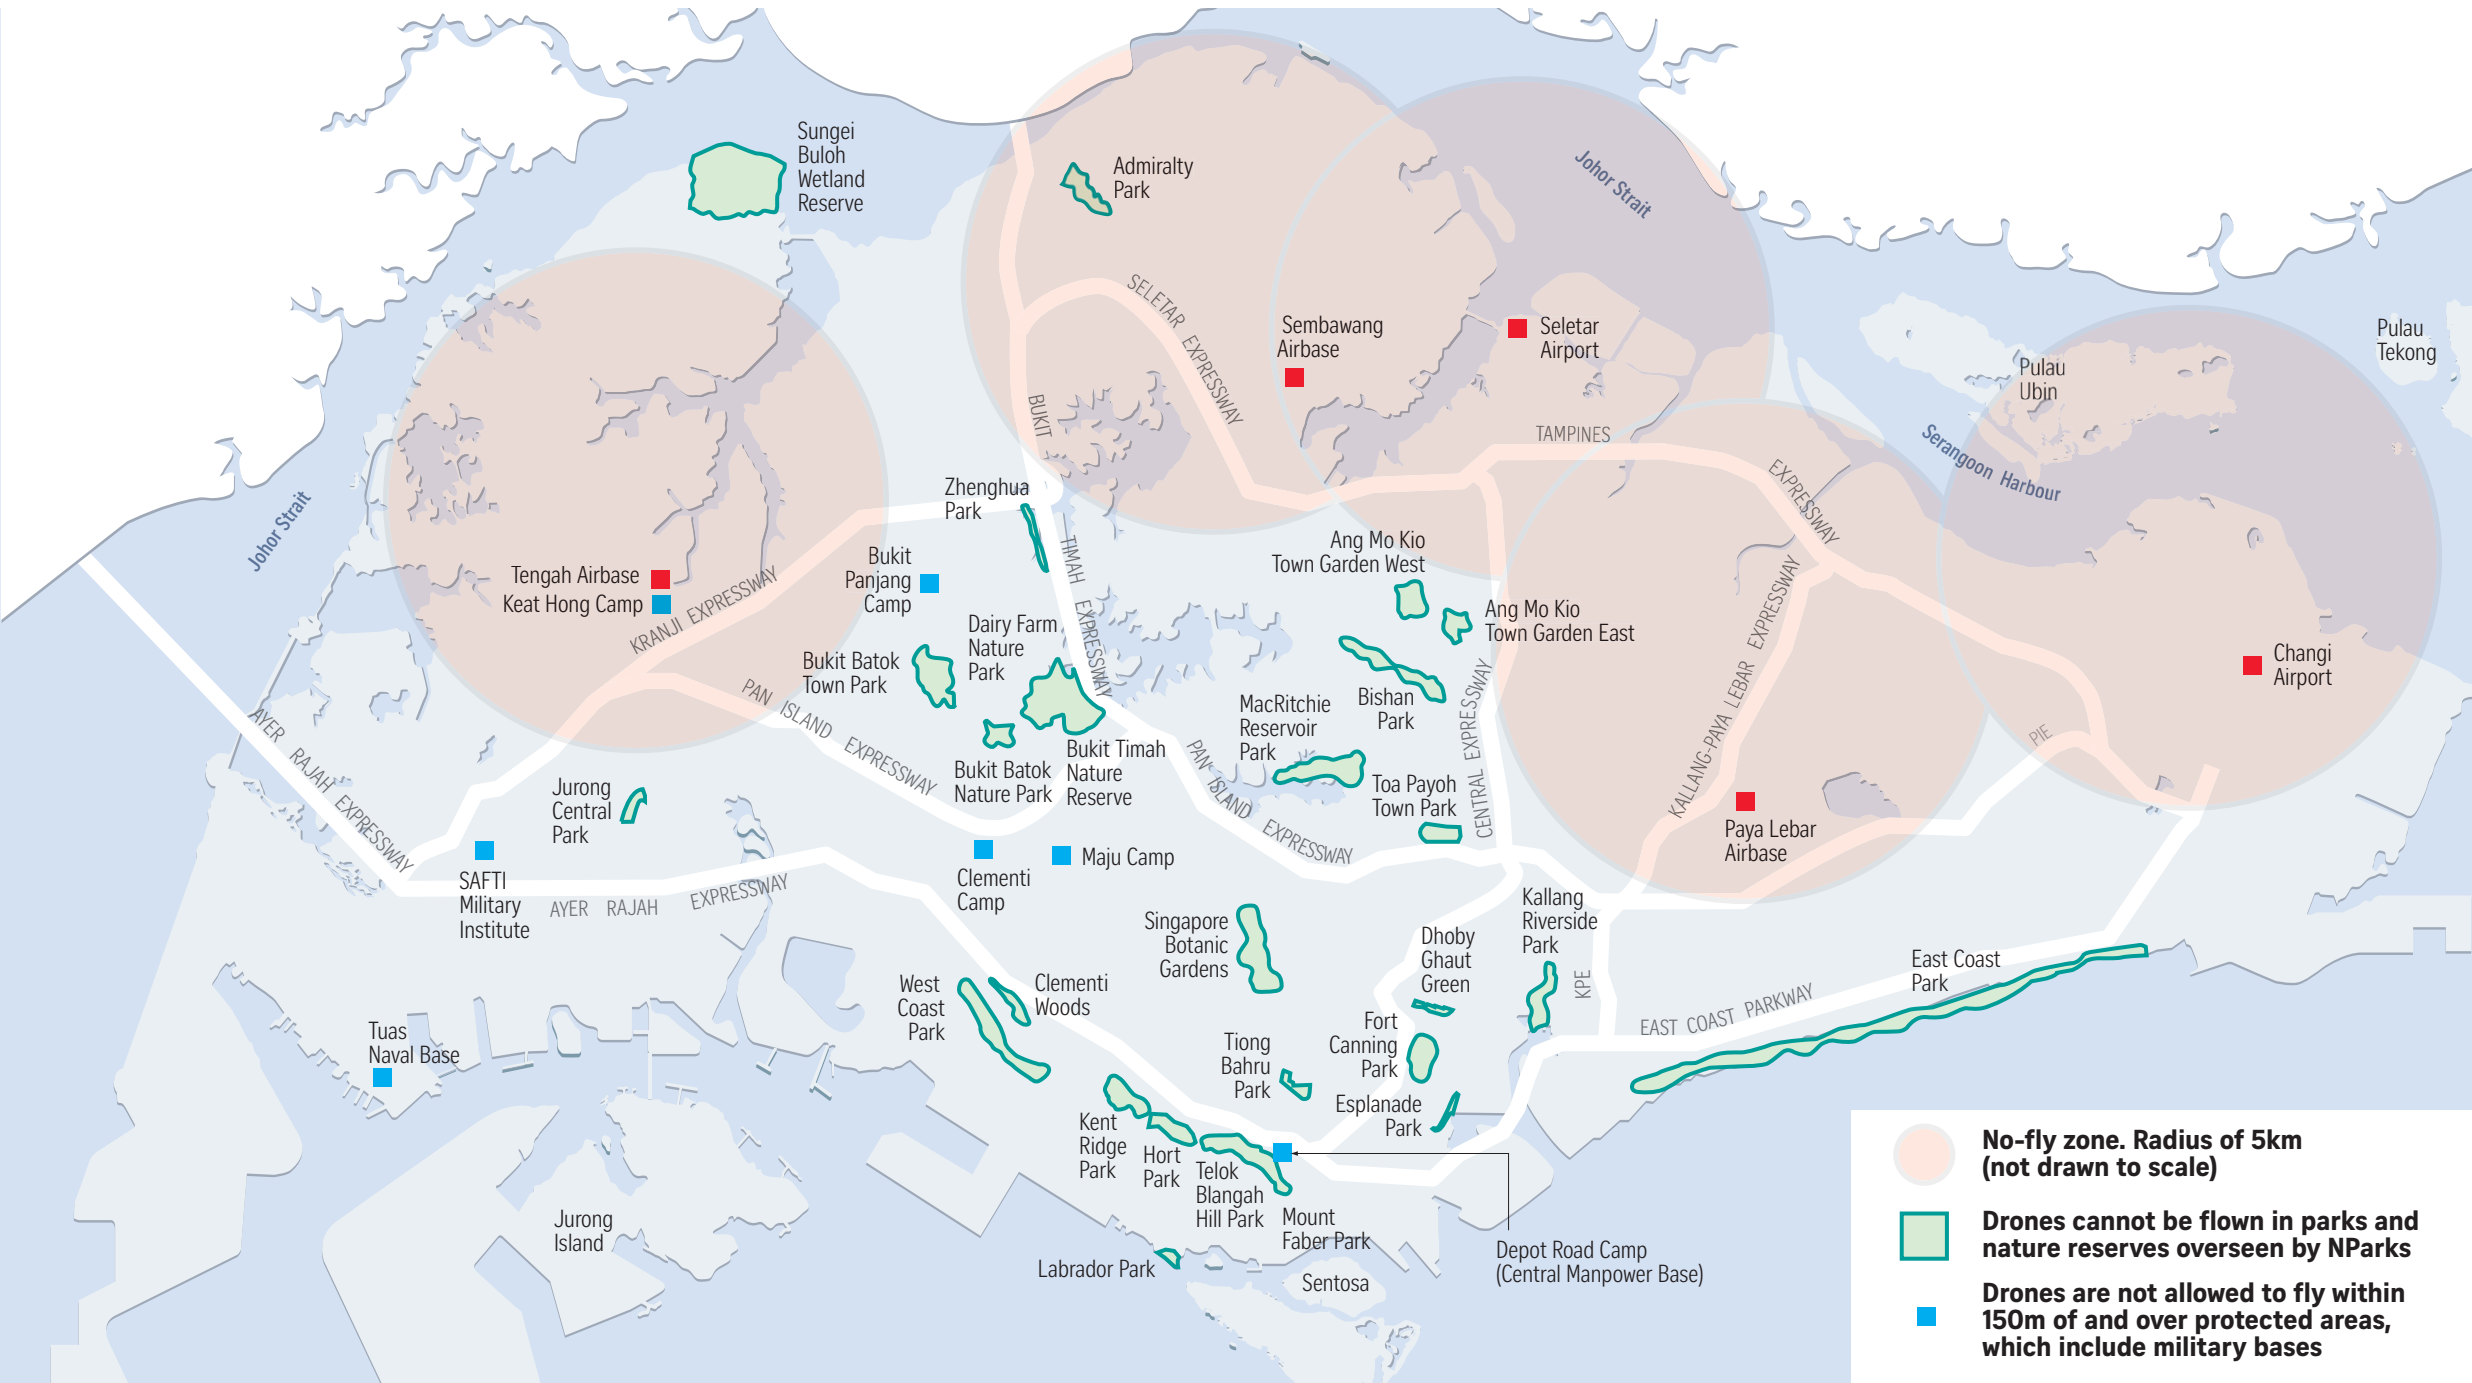 Sungei
Buloh
Wetland
Reserve
Admiralty
Park
Johor Strait
SELETAR EXPRESSWAY
Sembawang
Airbase
Seletar
Airport
Pulau
Tekong
Pulau
Ubin
BUKIT
TAMPINES
EXPRESSWAY
Serangoon Harbour
Johor Strait
Zhenghua
Park
TIMAH EXPRESSWAY
Tengah Airbase
Keat Hong Camp
KRANJI EXPRESSWAY
Bukit
Panjang
Camp
Ang Mo Kio
Town Garden West
Ang Mo Kio
Town Garden East
Dairy Farm
Nature
Park
Bukit Batok
Town Park
PAN ISLAND EXPRESSWAY
Bukit Batok
Nature Park
Bukit Timah
Nature
Reserve
PAN ISLAND EXPRESSWAY
MacRitchie
Reservoir
Park
Bishan
Park
Toa Payoh
Town Park
CENTRAL EXPRESSWAY
KALLANG-PAYA LEBAR EXPRESSWAY
Changi
Airport
PIE
Paya Lebar
Airbase
AYER RAJAH EXPRESSWAY
Jurong
Central
Park
SAFTI
Military
Institute
AYER RAJAH EXPRESSWAY
Clementi
Camp
Maju Camp
Singapore
Botanic
Gardens
Dhoby
Ghaut
Green
Kallang
Riverside
Park
KPE
East Coast
Park
EAST COAST PARKWAY
West
Coast
Park
Clementi
Woods
Tuas
Naval Base
Tiong
Bahru
Park
Fort
Canning
Park
Esplanade
Park
Kent
Ridge
Park
Hort
Park
Telok
Blangah
Hill Park
Mount
Faber Park
Depot Road Camp
(Central Manpower Base)
Jurong
Island
Labrador Park
Sentosa
No-fly zone. Radius of 5km
(not drawn to scale)
Drones cannot be flown in parks and
nature reserves overseen by NParks
Drones are not allowed to fly within
150m of and over protected areas,
which include military bases